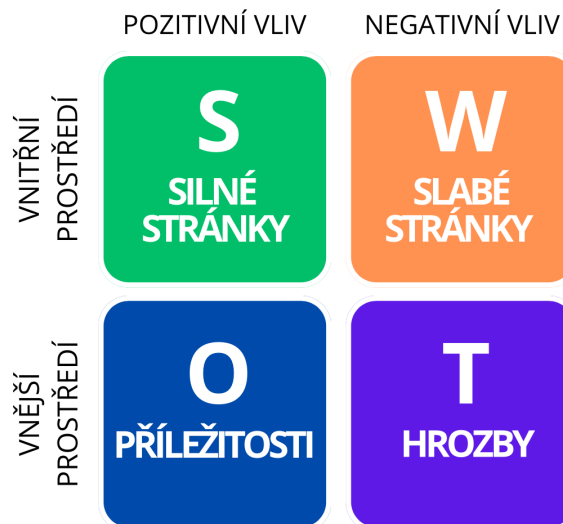 POZITIVNÍ VLIV
NEGATIVNÍ VLIV
VNITŘNÍ
PROSTŘEDÍ
S
SILNÉ
STRÁNKY
W
SLABÉ
STRÁNKY
VNĚJŠÍ
PROSTŘEDÍ
O
PŘÍLEŽITOSTI
T
HROZBY